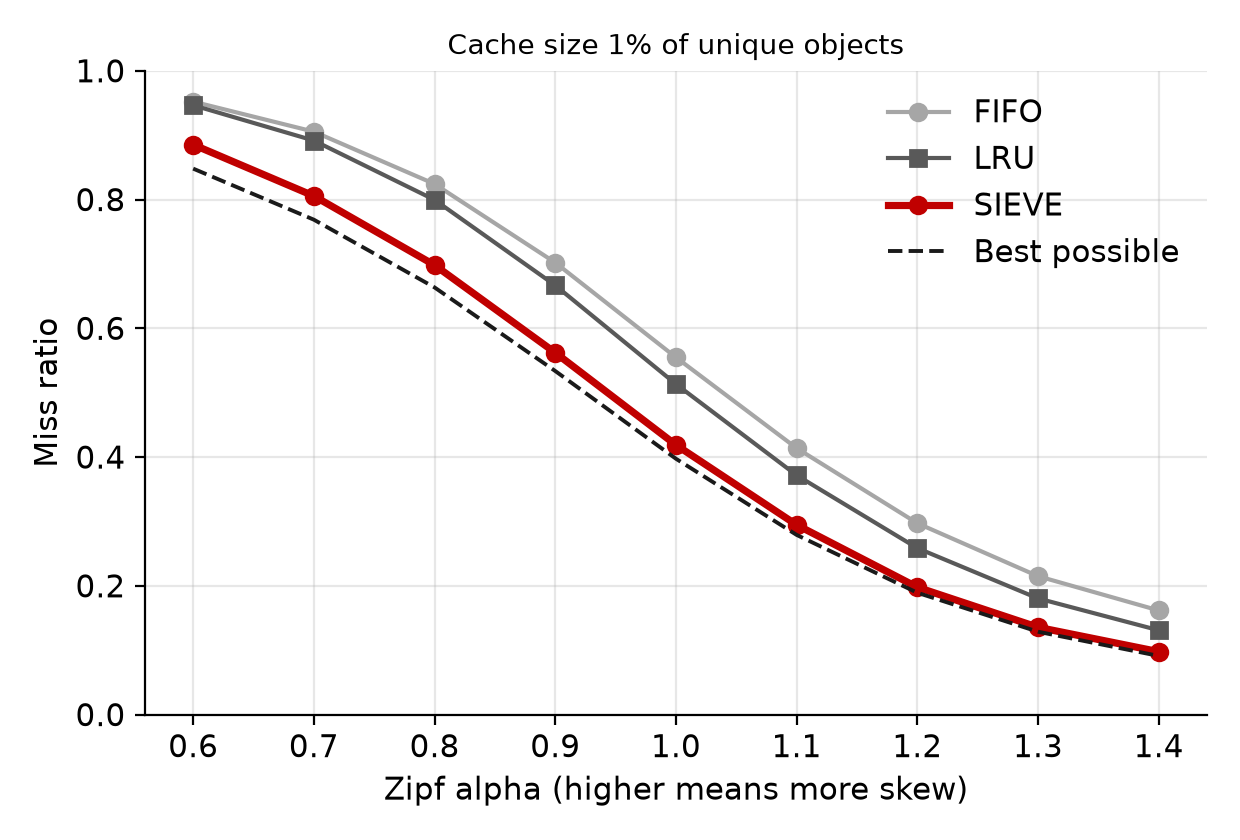 Cache size 1% of unique objects
1.0
0.8
0.6
0.4
0.2
0.0
Miss ratio
FIFO
LRU
SIEVE
Best possible
0.6 0.7 0.8 0.9 1.0 1.1 1.2 1.3 1.4
Zipf alpha (higher means more skew)